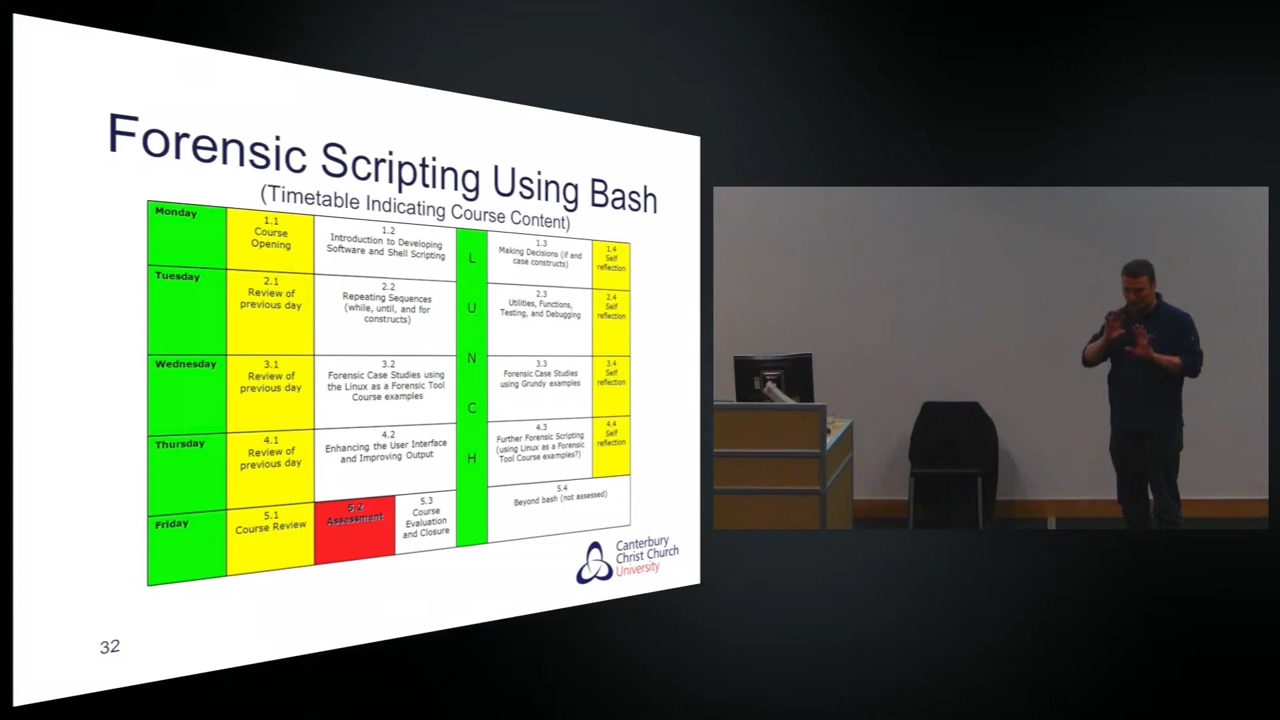 Forensic Scripting Using Bash
(Timetable Indicating Course Content)
Monday
1.1
Course
Opening
1.2
Introduction to Developing
Software and Shell Scripting
1.3
Making Decisions (if and
case constructs)
1.4
Self
reflection
Tuesday
2.1
Review of
previous day
2.2
Repeating Sequences
(while, until, and for
constructs)
2.3
Utilities, Functions,
Testing, and Debugging
2.4
Self
reflection
Wednesday
3.1
Review of
previous day
3.2
Forensic Case Studies using
the Linux as a Forensic Tool
Course examples
3.3
Forensic Case Studies
using Grundy examples
3.4
Self
reflection
Thursday
4.1
Review of
previous day
4.2
Enhancing the User Interface
and Improving Output
4.3
Further Forensic Scripting
(using Linux as a Forensic
Tool Course examples?)
4.4
Self
reflection
Friday
5.1
Course Review
5.2
Assessment
5.3
Course
Evaluation
and Closure
L
U
N
C
H
5.4
Beyond bash (not assessed)
Canterbury
Christ Church
University
32